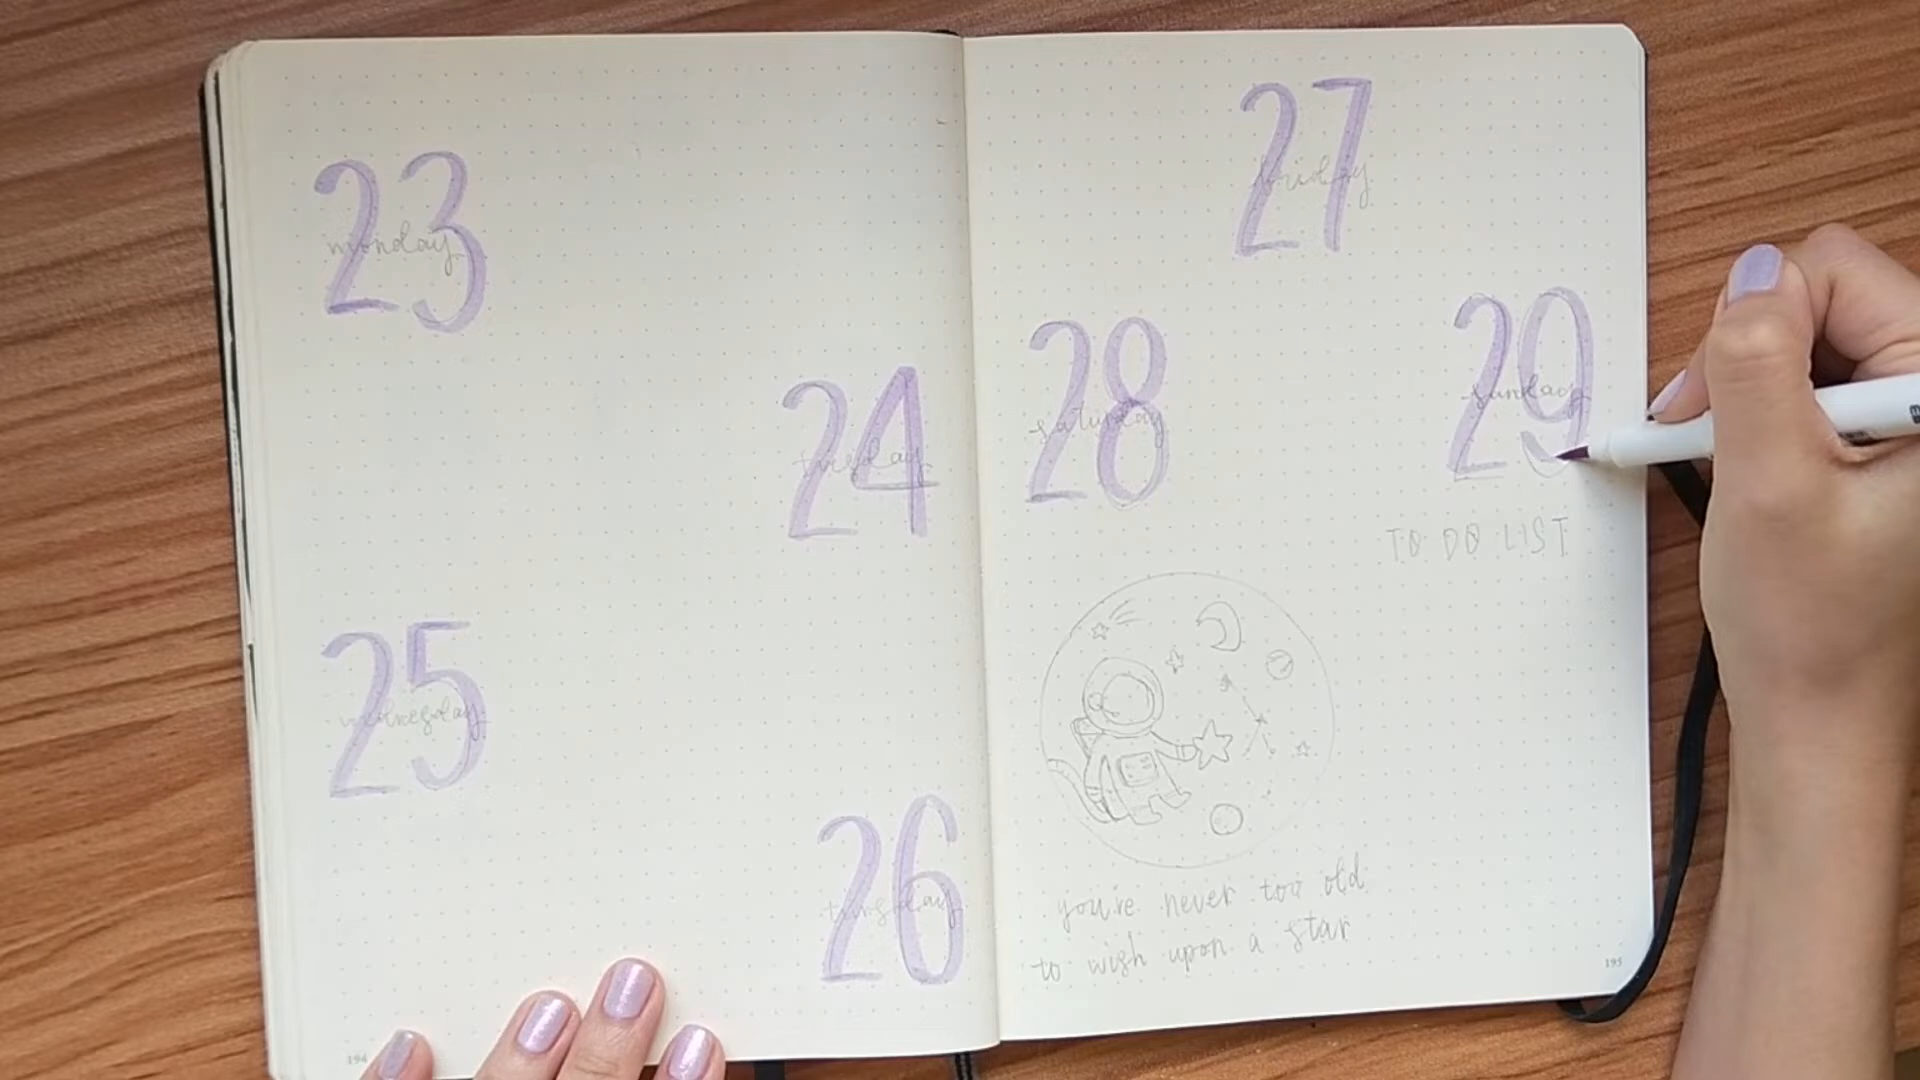 23
monday
24
tuesday
25
wednesday
26
194
27
friday
28
saturday
29
sunday
TO DO LIST
you're never too old
to wish upon a star
195